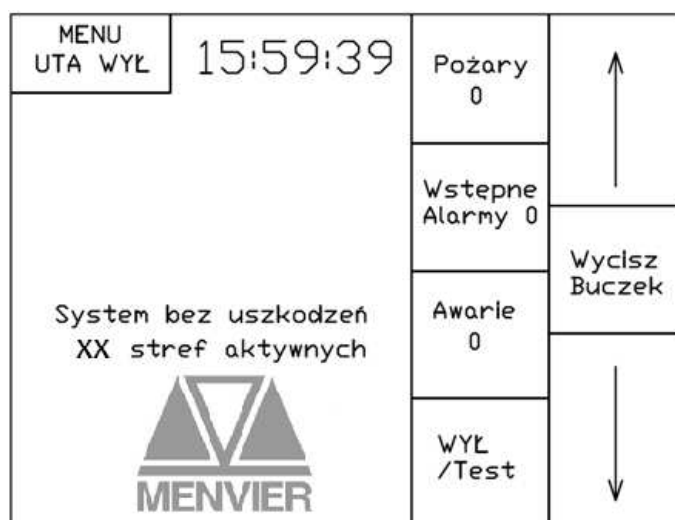 MENU
UTA WYŁ
15:59:39
Pożary
0
Wstępne
Alarmy 0
Wycisz
Buczek
Awarie
0
System bez uszkodzeń
XX stref aktywnych
WYŁ
/Test
MENVIER